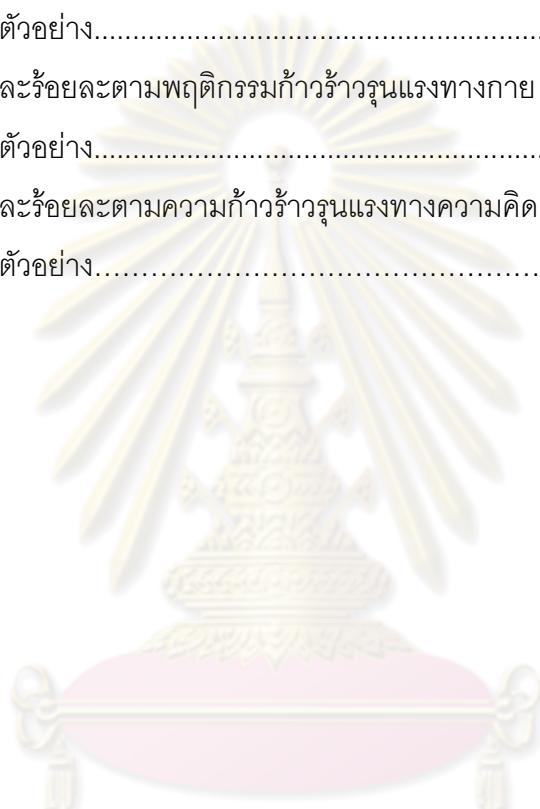 ตัวอย่าง..........................................................
ละร้อยละตามพฤติกรรมก้าวร้าวรุนแรงทางกาย
ตัวอย่าง..........................................................
ละร้อยละตามความก้าวร้าวรุนแรงทางความคิด
ตัวอย่าง……………………………………………